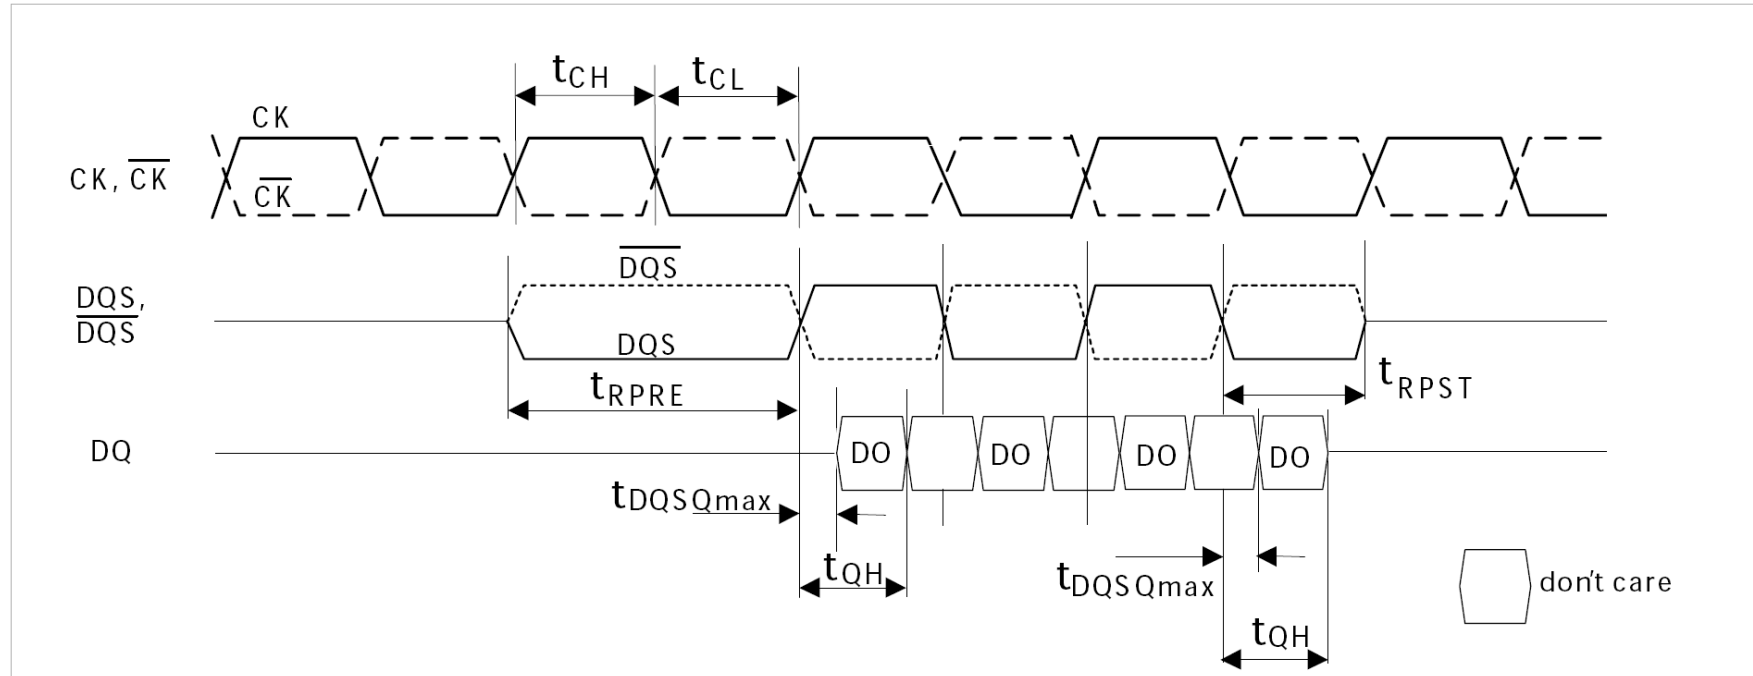 tCH tCL
CK
CK, CK
CK
DQS
DQS,
DQS
DQS
tRPRE
tRPST
DQ
DO DO DO DO
tDQSQmax
tQH
tDQSQmax
don't care
tQH